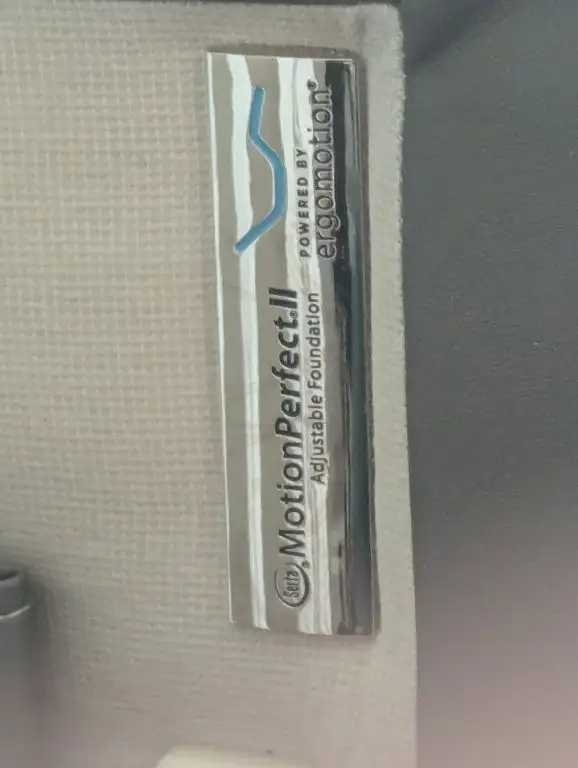 Serta
MotionPerfect.II
Adjustable Foundation
POWERED BY
ergomotion®